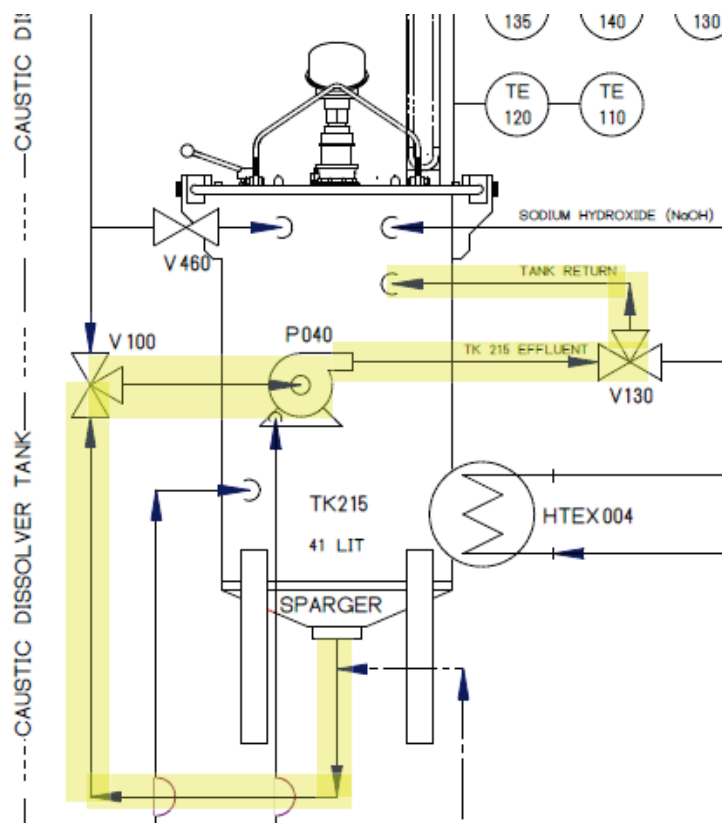 CAUSTIC DIS
135
140
130
TE
120
TE
110
SODIUM HYDROXIDE (NaOH)
V460
TANK RETURN
V100
P040
TK 215 EFFLUENT
V130
CAUSTIC DISSOLVER TANK
TK215
41 LIT
HTEX004
SPARGER